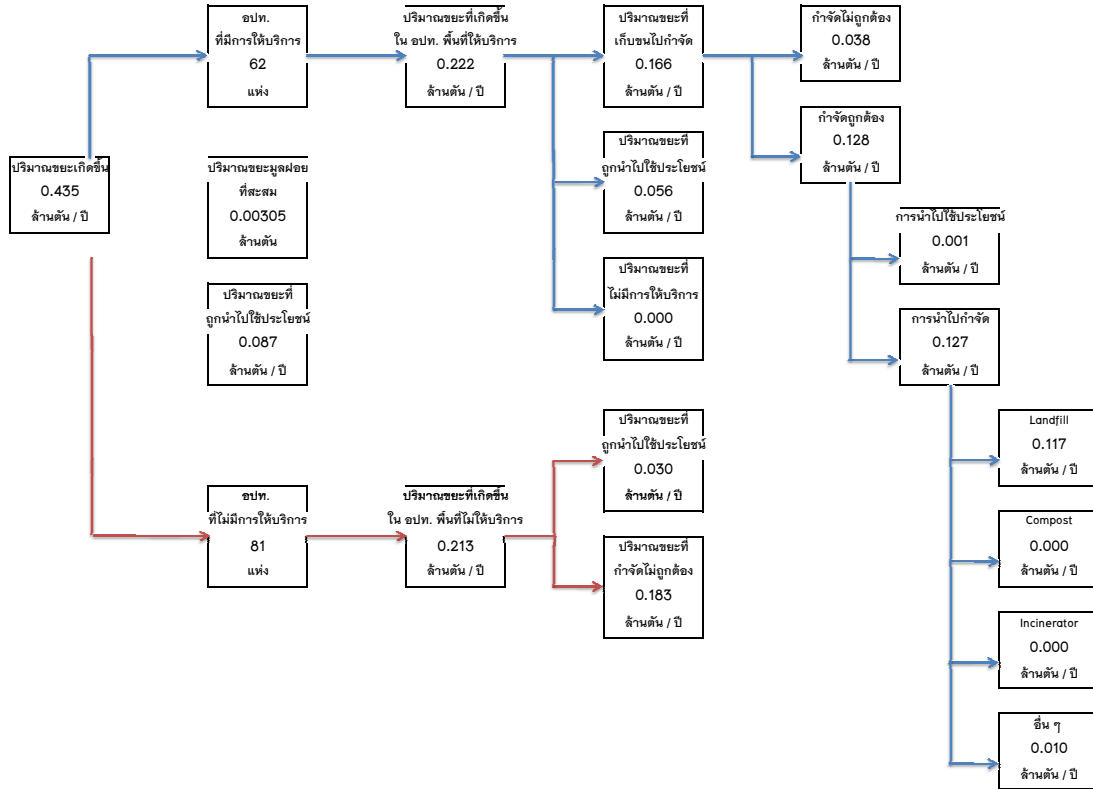 อปท.
ที่มีการให้บริการ
62
แห่ง
ปริมาณขยะที่เกิดขึ้น
ใน อปท. พื้นที่ให้บริการ
0.222
ล้านตัน / ปี
ปริมาณขยะที่
เก็บขนไปกำจัด
0.166
ล้านตัน / ปี
กำจัดไม่ถูกต้อง
0.038
ล้านตัน / ปี
กำจัดถูกต้อง
0.128
ล้านตัน / ปี
ปริมาณขยะเกิดขึ้น
0.435
ล้านตัน / ปี
ปริมาณขยะมูลฝอย
ที่สะสม
0.00305
ล้านตัน
ปริมาณขยะที่
ถูกนำไปใช้ประโยชน์
0.056
ล้านตัน / ปี
การนำไปใช้ประโยชน์
0.001
ล้านตัน / ปี
ปริมาณขยะที่
ถูกนำไปใช้ประโยชน์
0.087
ล้านตัน / ปี
ปริมาณขยะที่
ไม่มีการให้บริการ
0.000
ล้านตัน / ปี
การนำไปกำจัด
0.127
ล้านตัน / ปี
ปริมาณขยะที่
ถูกนำไปใช้ประโยชน์
0.030
ล้านตัน / ปี
Landfill
0.117
ล้านตัน / ปี
อปท.
ที่ไม่มีการให้บริการ
81
แห่ง
ปริมาณขยะที่เกิดขึ้น
ใน อปท. พื้นที่ไม่ให้บริการ
0.213
ล้านตัน / ปี
ปริมาณขยะที่
กำจัดไม่ถูกต้อง
0.183
ล้านตัน / ปี
Compost
0.000
ล้านตัน / ปี
Incinerator
0.000
ล้านตัน / ปี
อื่น ๆ
0.010
ล้านตัน / ปี